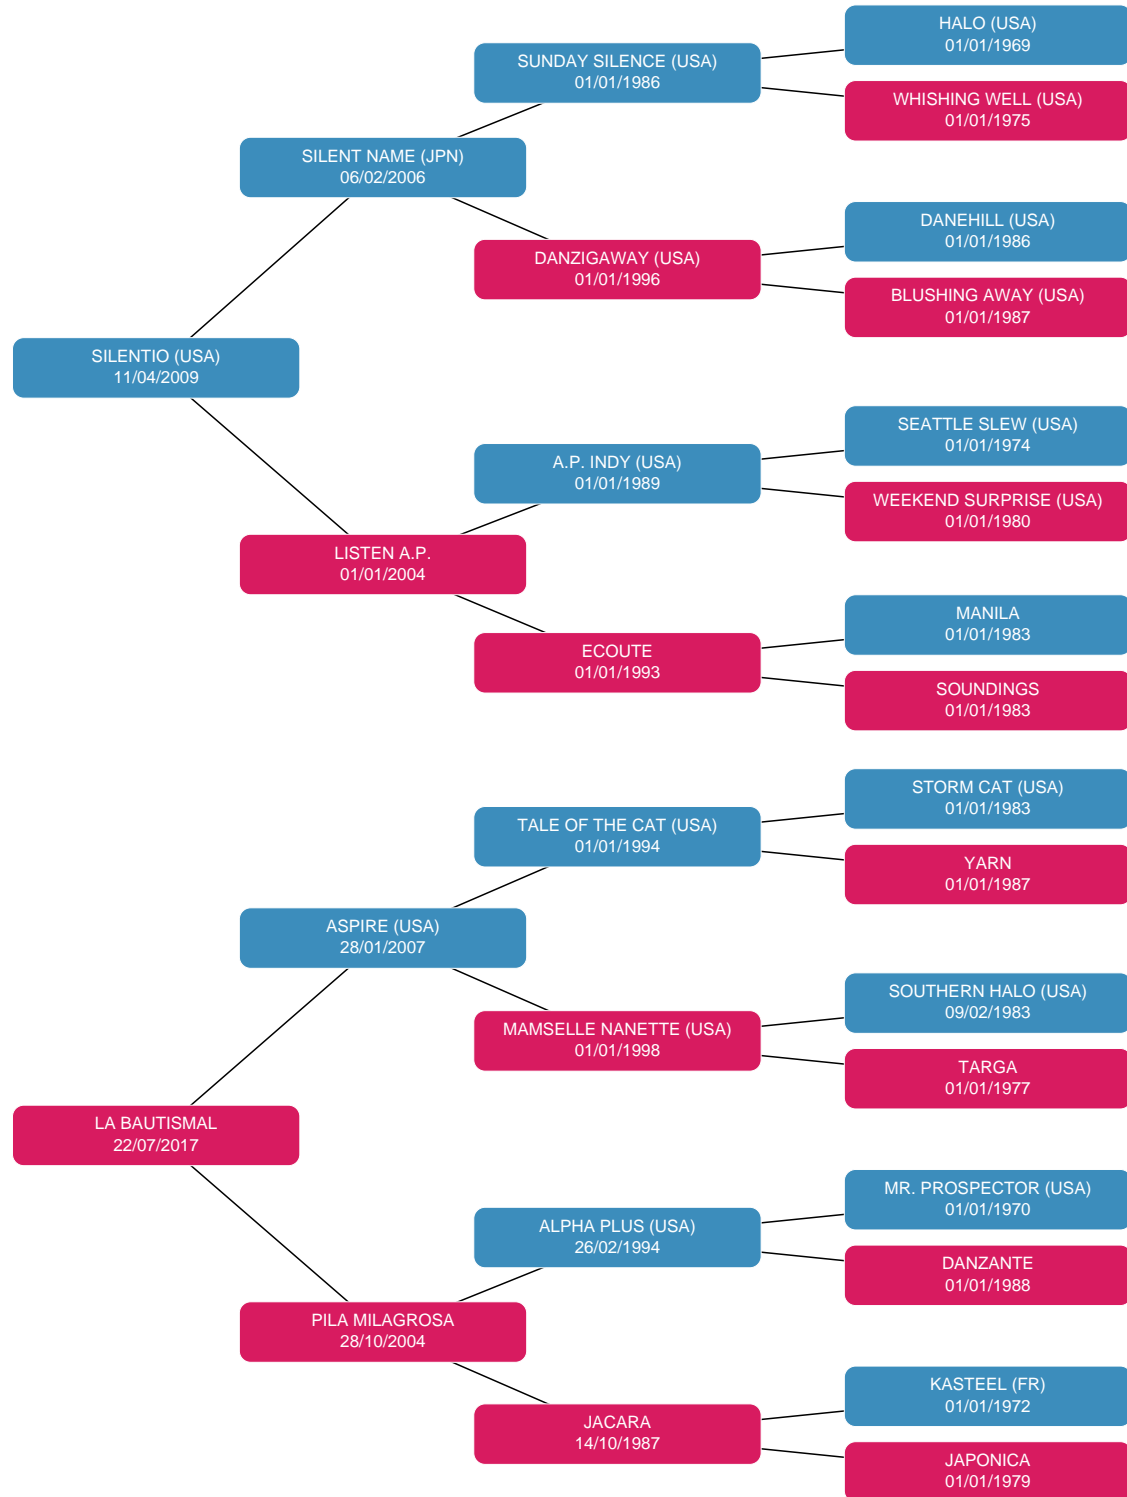 HALO (USA)
01/01/1969
SUNDAY SILENCE (USA)
01/01/1986
WHISHING WELL (USA)
01/01/1975
SILENT NAME (JPN)
06/02/2006
DANEHILL (USA)
01/01/1986
DANZIGAWAY (USA)
01/01/1996
BLUSHING AWAY (USA)
01/01/1987
SILENTIO (USA)
11/04/2009
SEATTLE SLEW (USA)
01/01/1974
A.P. INDY (USA)
01/01/1989
WEEKEND SURPRISE (USA)
01/01/1980
LISTEN A.P.
01/01/2004
MANILA
01/01/1983
ECOUTE
01/01/1993
SOUNDINGS
01/01/1983
STORM CAT (USA)
01/01/1983
TALE OF THE CAT (USA)
01/01/1994
YARN
01/01/1987
ASPIRE (USA)
28/01/2007
SOUTHERN HALO (USA)
09/02/1983
MAMSELLE NANETTE (USA)
01/01/1998
TARGA
01/01/1977
LA BAUTISMAL
22/07/2017
MR. PROSPECTOR (USA)
01/01/1970
ALPHA PLUS (USA)
26/02/1994
DANZANTE
01/01/1988
PILA MILAGROSA
28/10/2004
KASTEEL (FR)
01/01/1972
JACARA
14/10/1987
JAPONICA
01/01/1979